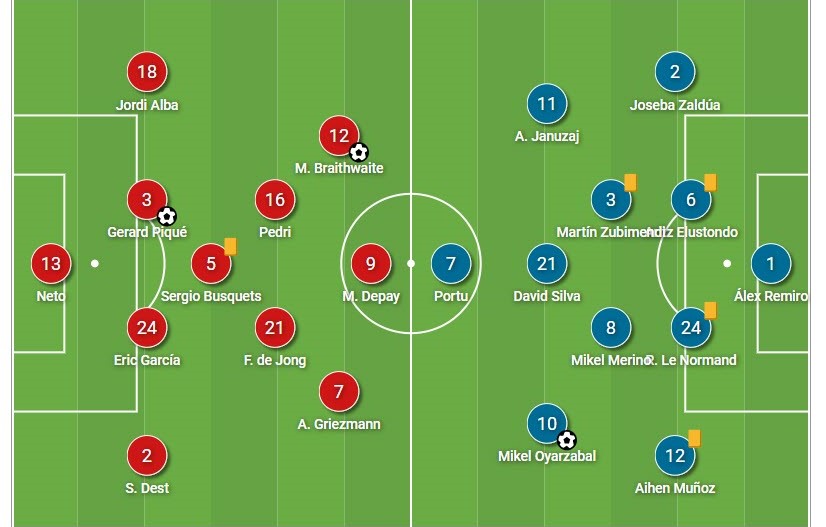 18
Jordi Alba
2
Joseba Zaldúa
11
A. Januzaj
12
M. Braithwaite
3
Gerard Piqué
16
Pedri
3
Martín Zubimendi
6
Elustondo
13
Neto
5
Sergio Busquets
9
M. Depay
7
Portu
21
David Silva
1
Álex Remiro
24
Eric García
21
F. de Jong
8
Mikel Merino
24
R. Le Normand
7
A. Griezmann
10
Mikel Oyarzabal
2
S. Dest
12
Aihen Muñoz